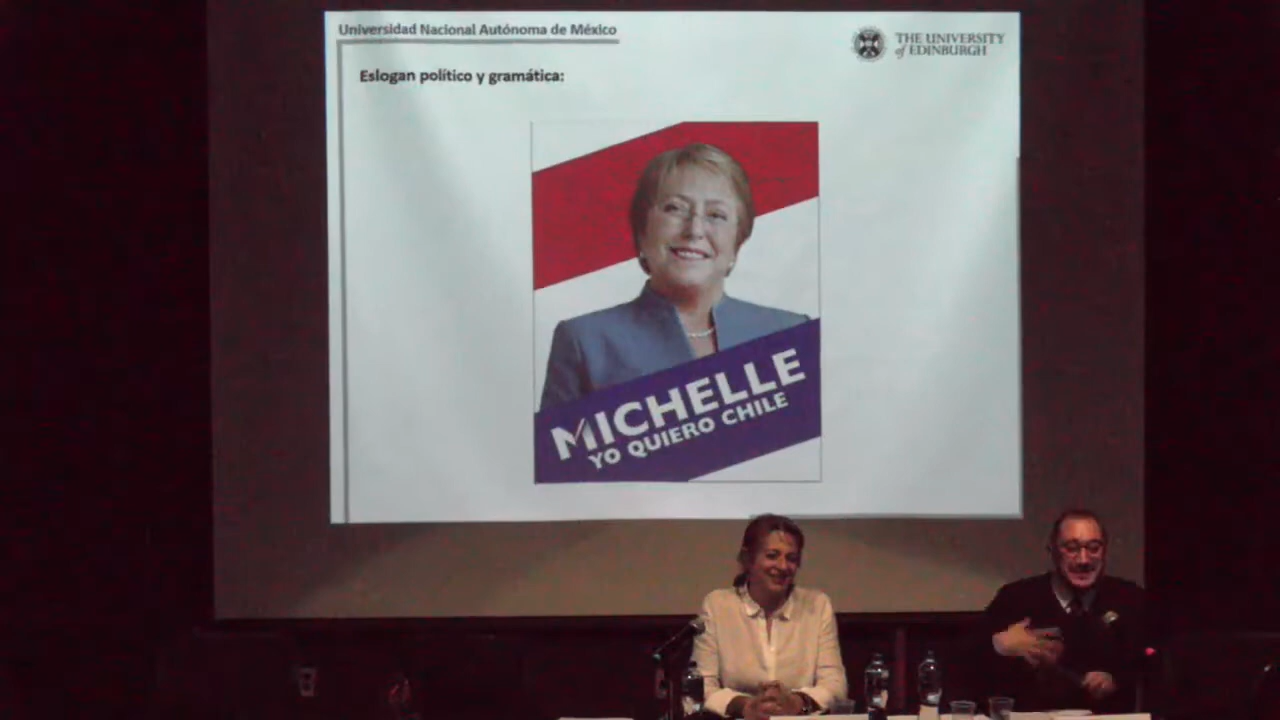 Universidad Nacional Autónoma de México
THE UNIVERSITY
of EDINBURGH
Eslogan político y gramática:
MICHELLE
YO QUIERO CHILE